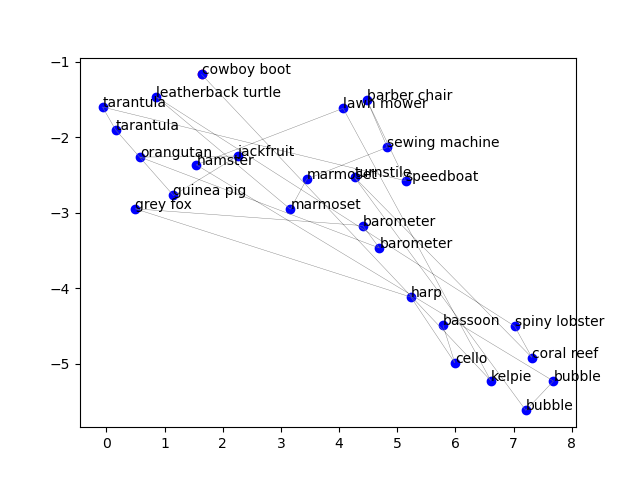 −1
cowboy boot
leatherback turtle
barber chair
tarantula
lawn mower
−2
tarantula
sewing machine
orangutan
jackfruit
hamster
marmoset
turnstile
speedboat
guinea pig
−3
grey fox
marmoset
barometer
barometer
−4
harp
bassoon
spiny lobster
−5
cello
coral reef
kelpie
bubble
bubble
0 1 2 3 4 5 6 7 8